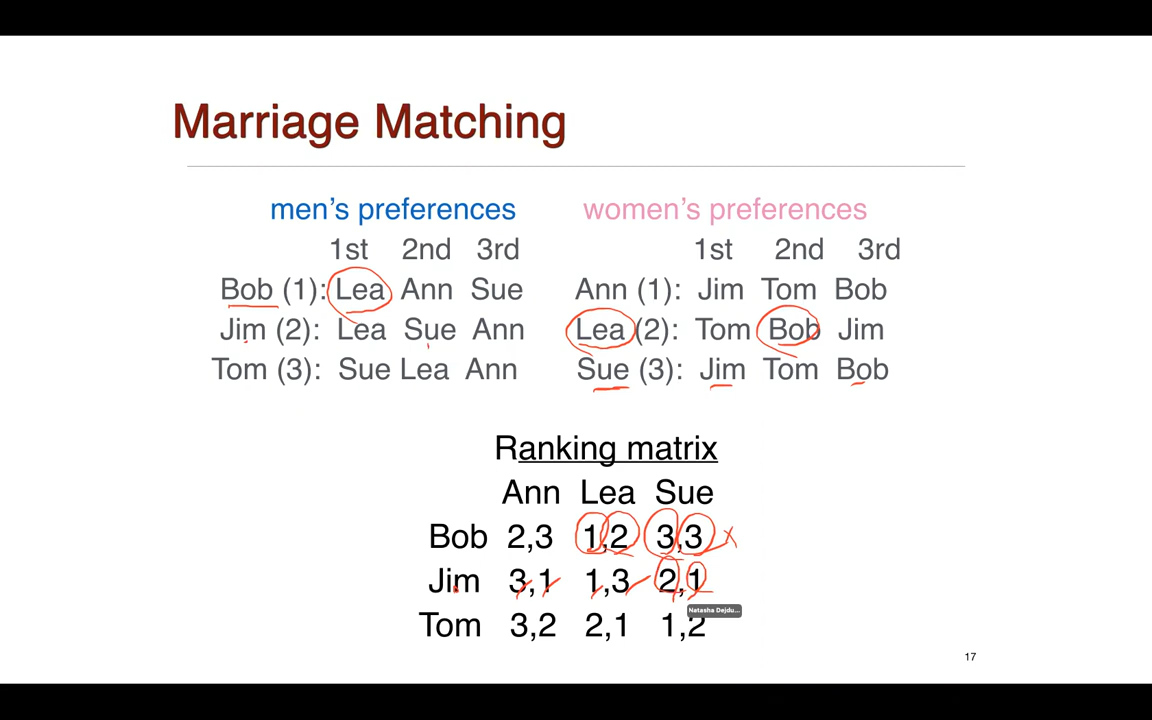 Marriage Matching
men's preferences
1st 2nd 3rd
Bob (1): Lea Ann Sue
Jim (2): Lea Sue Ann
Tom (3): Sue Lea Ann
women's preferences
1st 2nd 3rd
Ann (1): Jim Tom Bob
Lea (2): Tom Bob Jim
Sue (3): Jim Tom Bob
Ranking matrix
Ann Lea Sue
Bob 2,3 1,2 3,3
Jim 3,1 1,3 2,1
Natasha Dejdu...
Tom 3,2 2,1 1,2
17